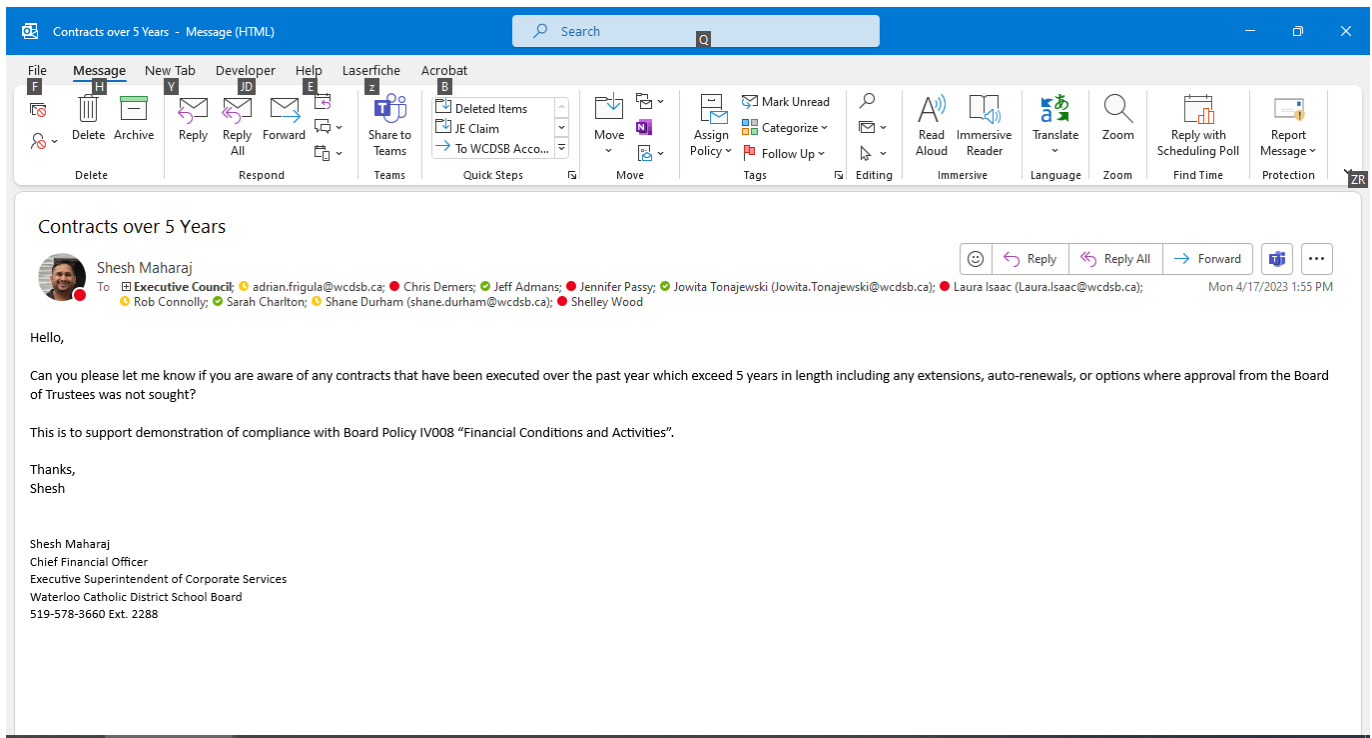 Contracts over 5 Years - Message (HTML)
Search
Q
File Message New Tab Developer Help Laserfiche Acrobat
F H Y JD E Z B
Delete Archive Reply Reply All Forward
Share to Teams
Deleted Items
JE Claim
To WCDSB Acco...
Move
Assign Policy
Mark Unread
Categorize
Follow Up
Read Aloud
Immersive Reader
Translate
Zoom
Reply with Scheduling Poll
Report Message
Delete Respond Teams Quick Steps Move Tags Editing Immersive Language Zoom Find Time Protection
ZR
Contracts over 5 Years
Shesh Maharaj
Reply Reply All Forward
To Executive Council; adrian.frigula@wcdsb.ca; Chris Demers; Jeff Admans; Jennifer Passy; Jowita Tonajewski (Jowita.Tonajewski@wcdsb.ca); Laura Isaac (Laura.Isaac@wcdsb.ca);
Mon 4/17/2023 1:55 PM
Rob Connolly; Sarah Charlton; Shane Durham (shane.durham@wcdsb.ca); Shelley Wood
Hello,
Can you please let me know if you are aware of any contracts that have been executed over the past year which exceed 5 years in length including any extensions, auto-renewals, or options where approval from the Board
of Trustees was not sought?
This is to support demonstration of compliance with Board Policy IV008 “Financial Conditions and Activities”.
Thanks,
Shesh
Shesh Maharaj
Chief Financial Officer
Executive Superintendent of Corporate Services
Waterloo Catholic District School Board
519-578-3660 Ext. 2288